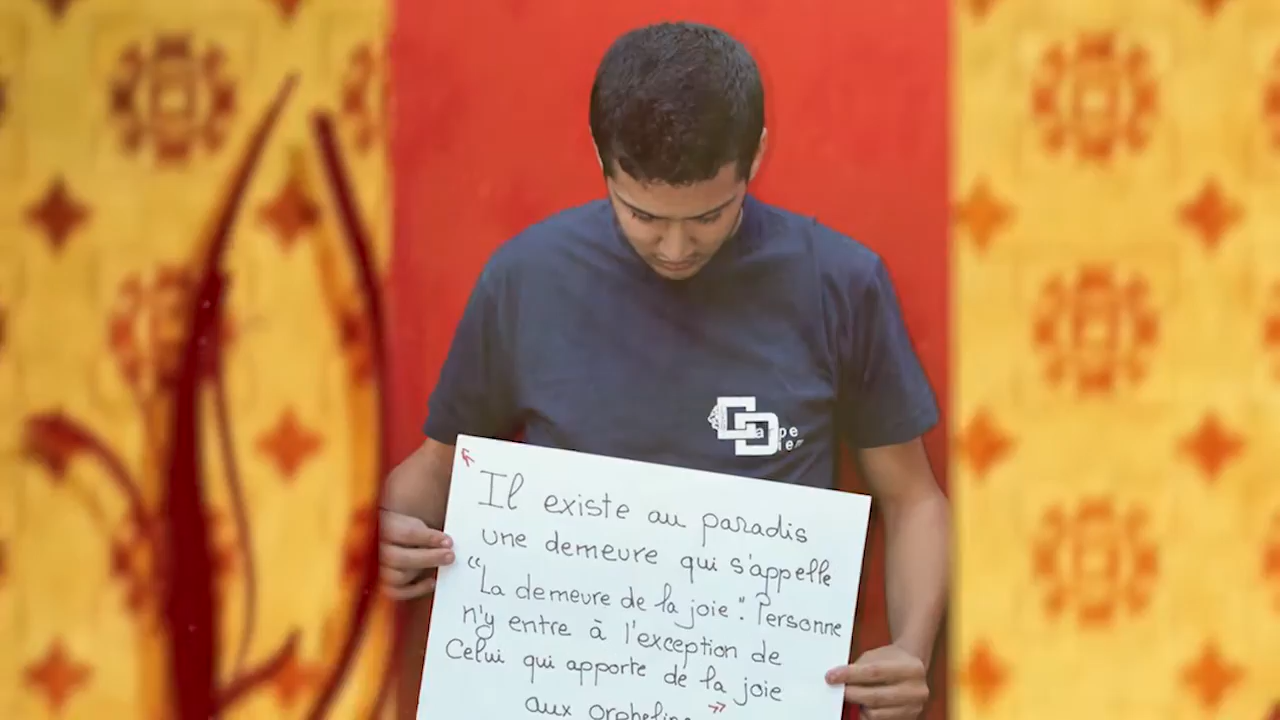 Il existe au paradis
une demeure qui s'appelle
"La demeure de la joie". Personne
n'y entre à l'exception de
Celui qui apporte de la joie
aux
CD